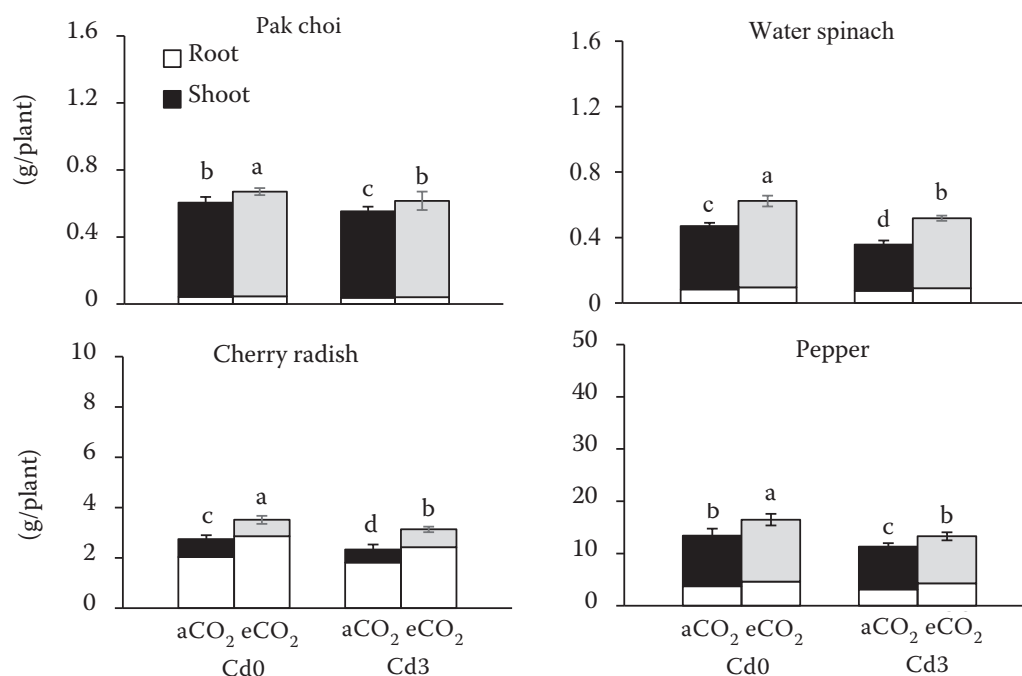 Pak choi
1.6
1.2
0.8
0.4
0
(g/plant)
Root
Shoot
b
a
c
b
Water spinach
1.6
1.2
0.8
0.4
0
c
a
d
b
Cherry radish
10
8
6
4
2
0
(g/plant)
c
a
d
b
aCO₂ eCO₂ aCO₂ eCO₂
Cd0 Cd3
Pepper
50
40
30
20
10
0
b
a
c
b
aCO₂ eCO₂ aCO₂ eCO₂
Cd0 Cd3